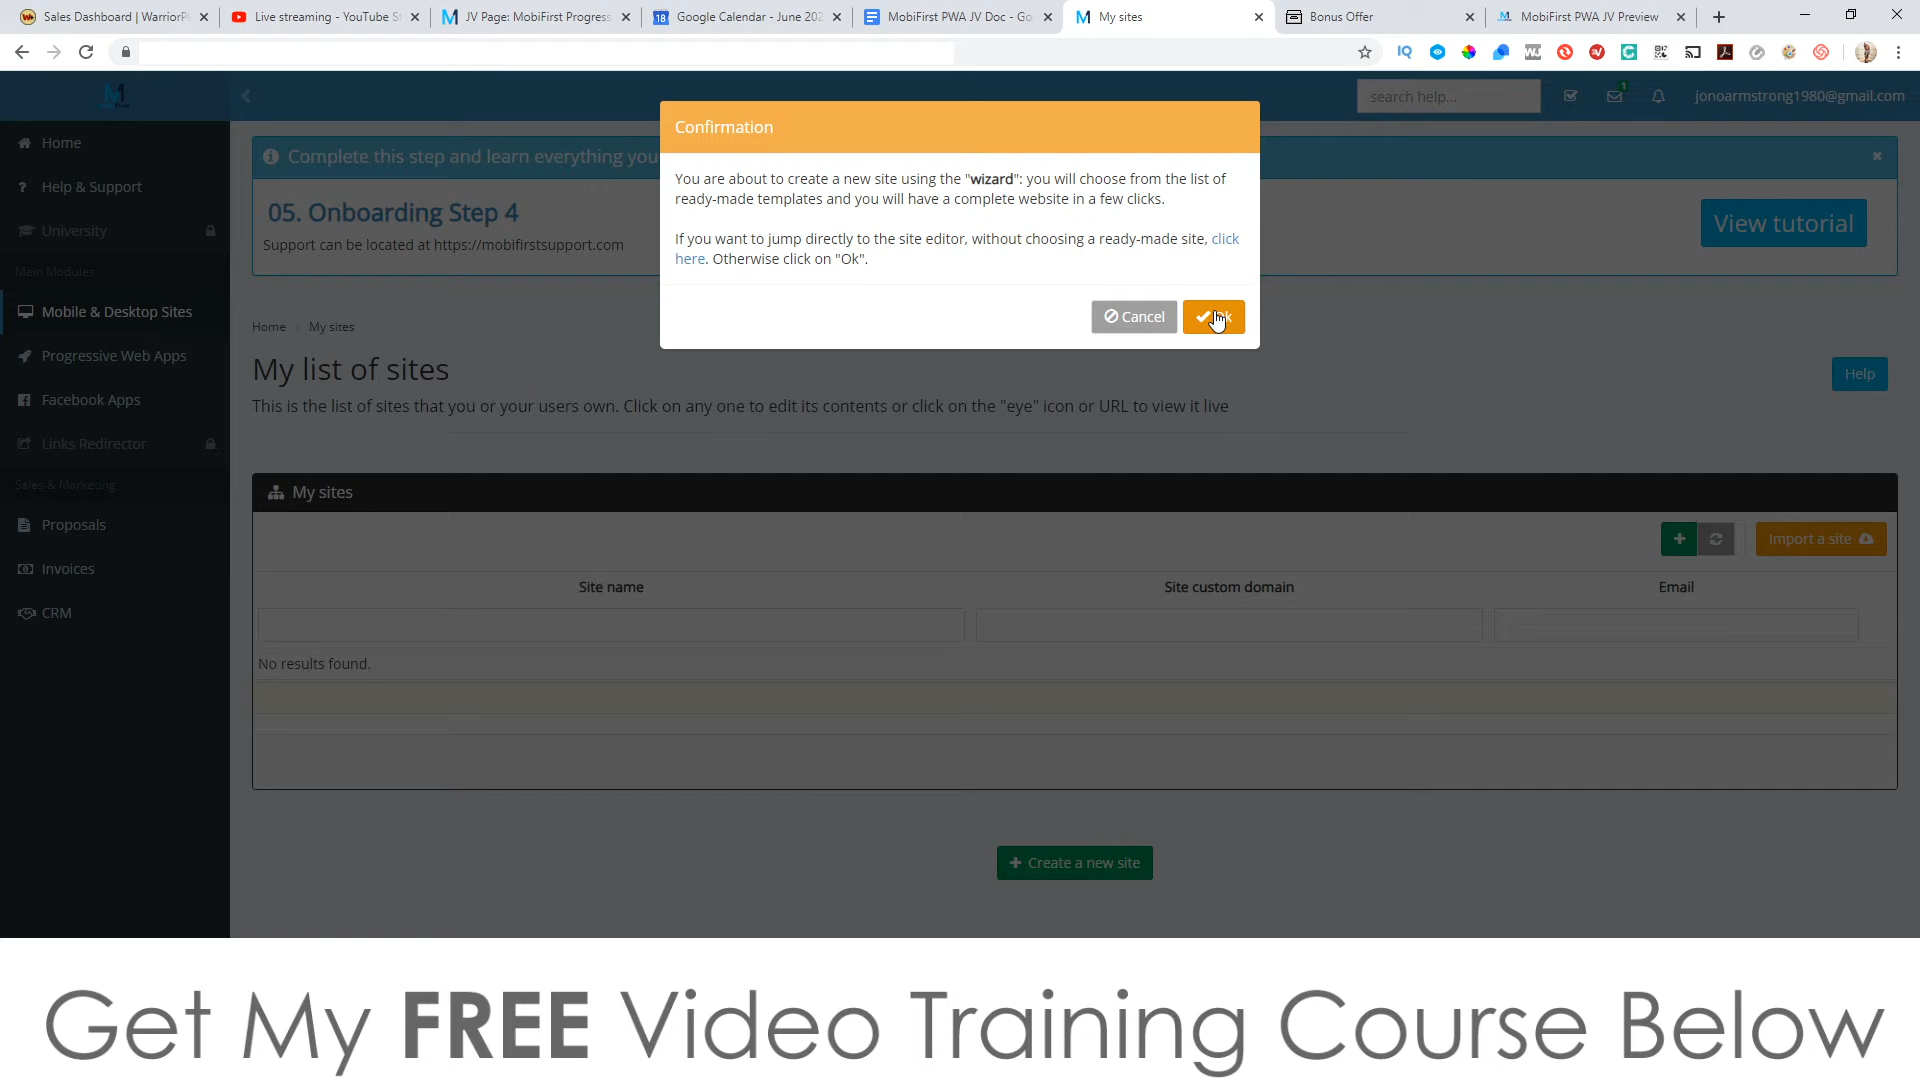 Sales Dashboard | WarriorP
Live streaming - YouTube S
JV Page: MobiFirst Progress
Google Calendar - June 202
MobiFirst PWA JV Doc - Go
My sites
Bonus Offer
MobiFirst PWA JV Preview
search help...
1
jonoarmstrong1980@gmail.com
Home
Help & Support
University
Main Modules
Mobile & Desktop Sites
Progressive Web Apps
Facebook Apps
Links Redirector
Sales & Marketing
Proposals
Invoices
CRM
Complete this step and learn everything you
05. Onboarding Step 4
Support can be located at https://mobifirstsupport.com
View tutorial
Confirmation
You are about to create a new site using the "wizard": you will choose from the list of
ready-made templates and you will have a complete website in a few clicks.
If you want to jump directly to the site editor, without choosing a ready-made site, click
here. Otherwise click on "Ok".
Cancel
Home
My sites
My list of sites
Help
This is the list of sites that you or your users own. Click on any one to edit its contents or click on the "eye" icon or URL to view it live
My sites
Import a site
Site name
Site custom domain
Email
No results found.
Create a new site
Get My FREE Video Training Course Below